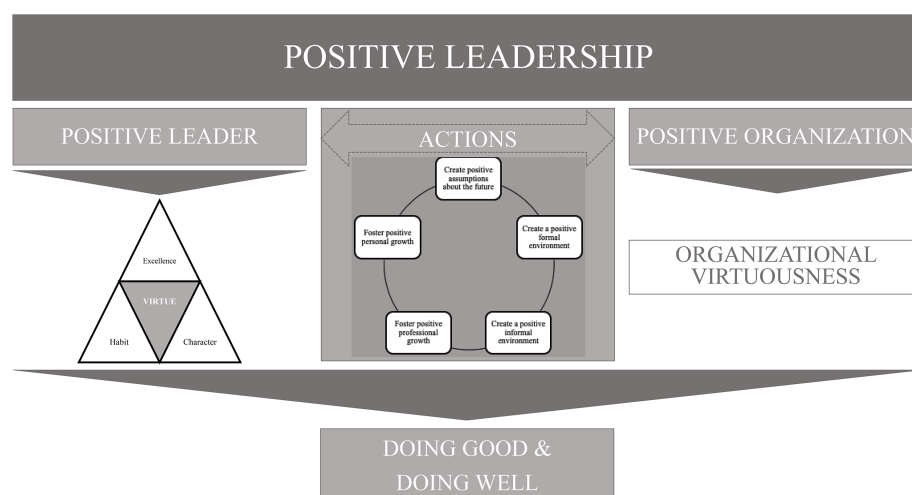 POSITIVE LEADERSHIP
POSITIVE LEADER
ACTIONS
POSITIVE ORGANIZATION
Create positive
assumptions
about the future
Foster positive
personal growth
Create a positive
formal
environment
Foster positive
professional
growth
Create a positive
informal
environment
Excellence
VIRTUE
Habit
Character
ORGANIZATIONAL
VIRTUOUSNESS
DOING GOOD &
DOING WELL